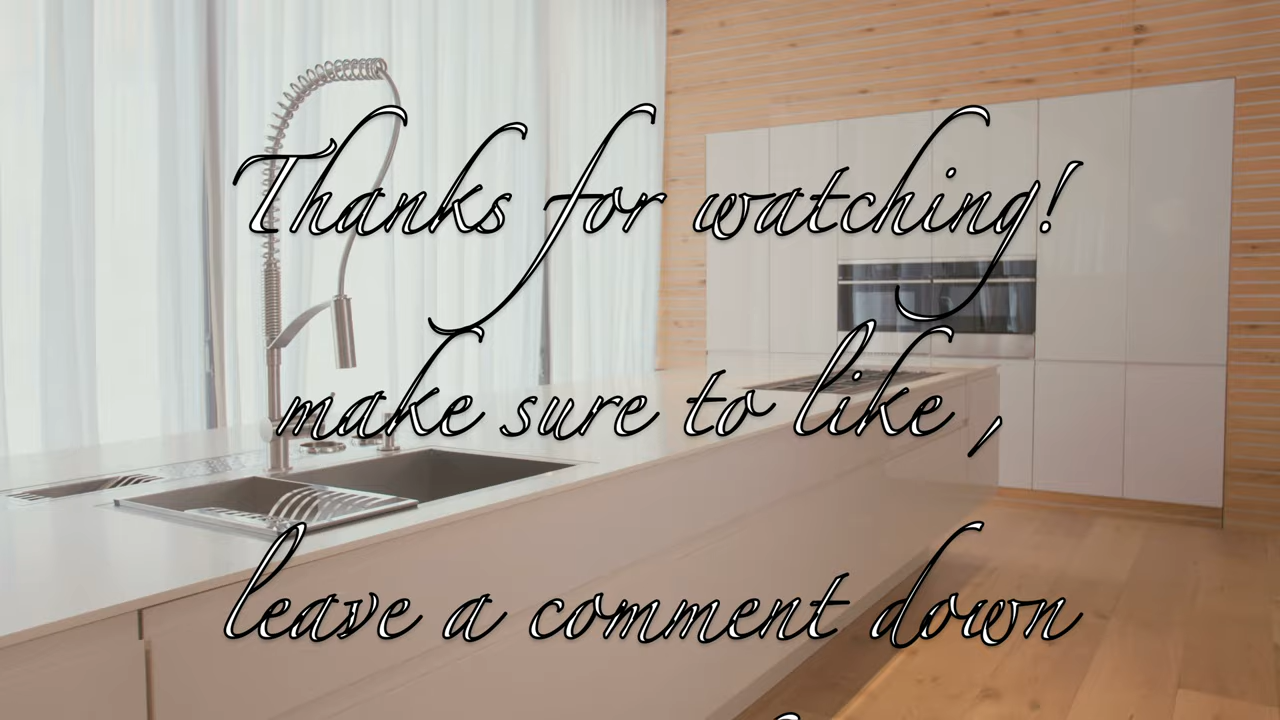 Thanks for watching!
make sure to like ,
leave a comment down